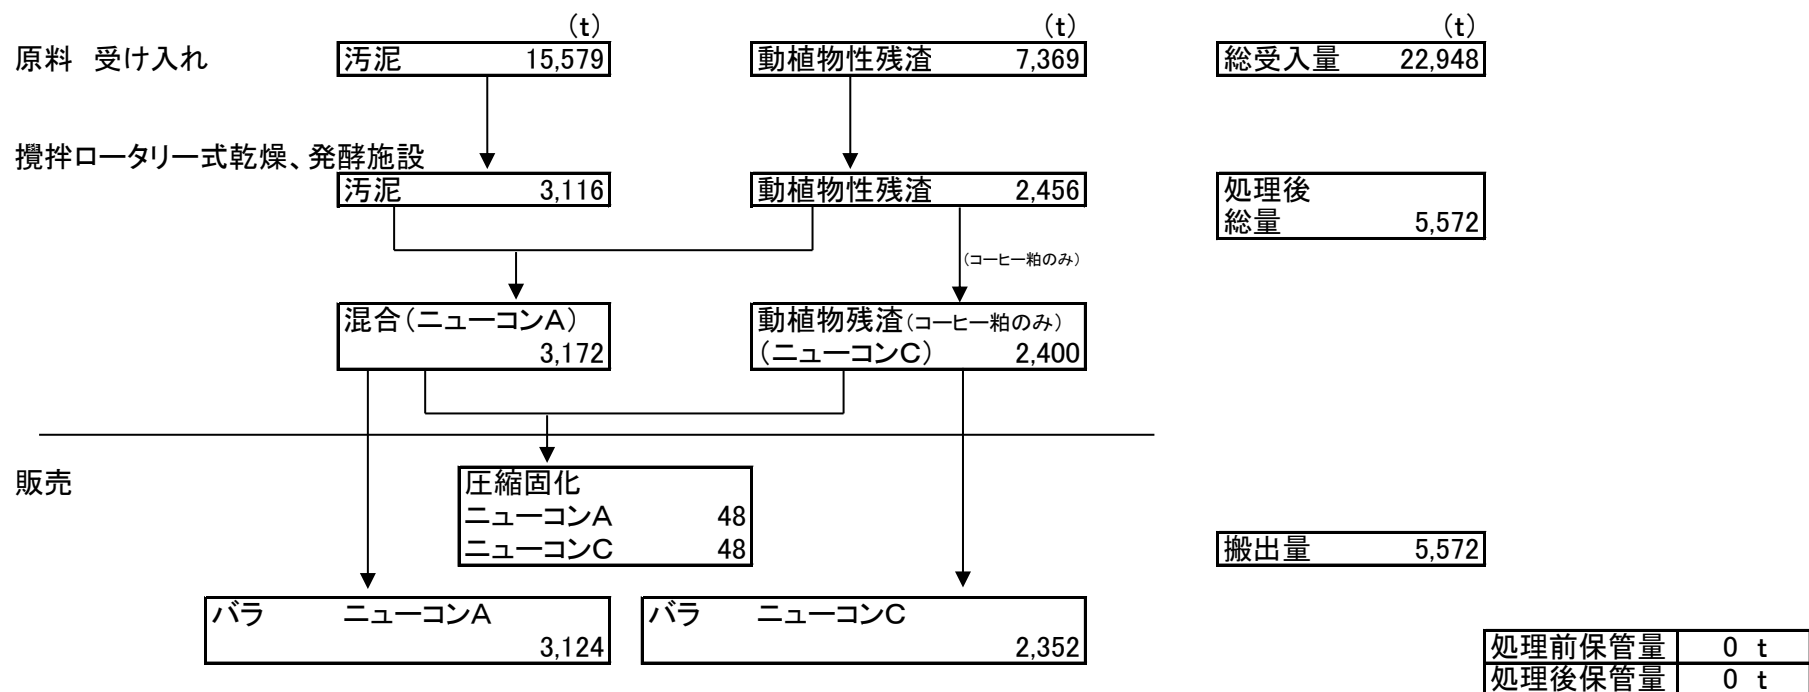 （t） （t） （t）
原料 受け入れ 汚泥 15,579 動植物性残渣 7,369 総受入量 22,948
攪拌ロータリー式乾燥、発酵施設
汚泥 3,116 動植物性残渣 2,456 処理後
総量 5,572
（コーヒー粕のみ）
混合（ニューコンA） 動植物残渣（コーヒー粕のみ）
3,172 （ニューコンC） 2,400
販売 圧縮固化
ニューコンA 48
ニューコンC 48 搬出量 5,572
バラ ニューコンA バラ ニューコンC
3,124 2,352
処理前保管量 0 t
処理後保管量 0 t